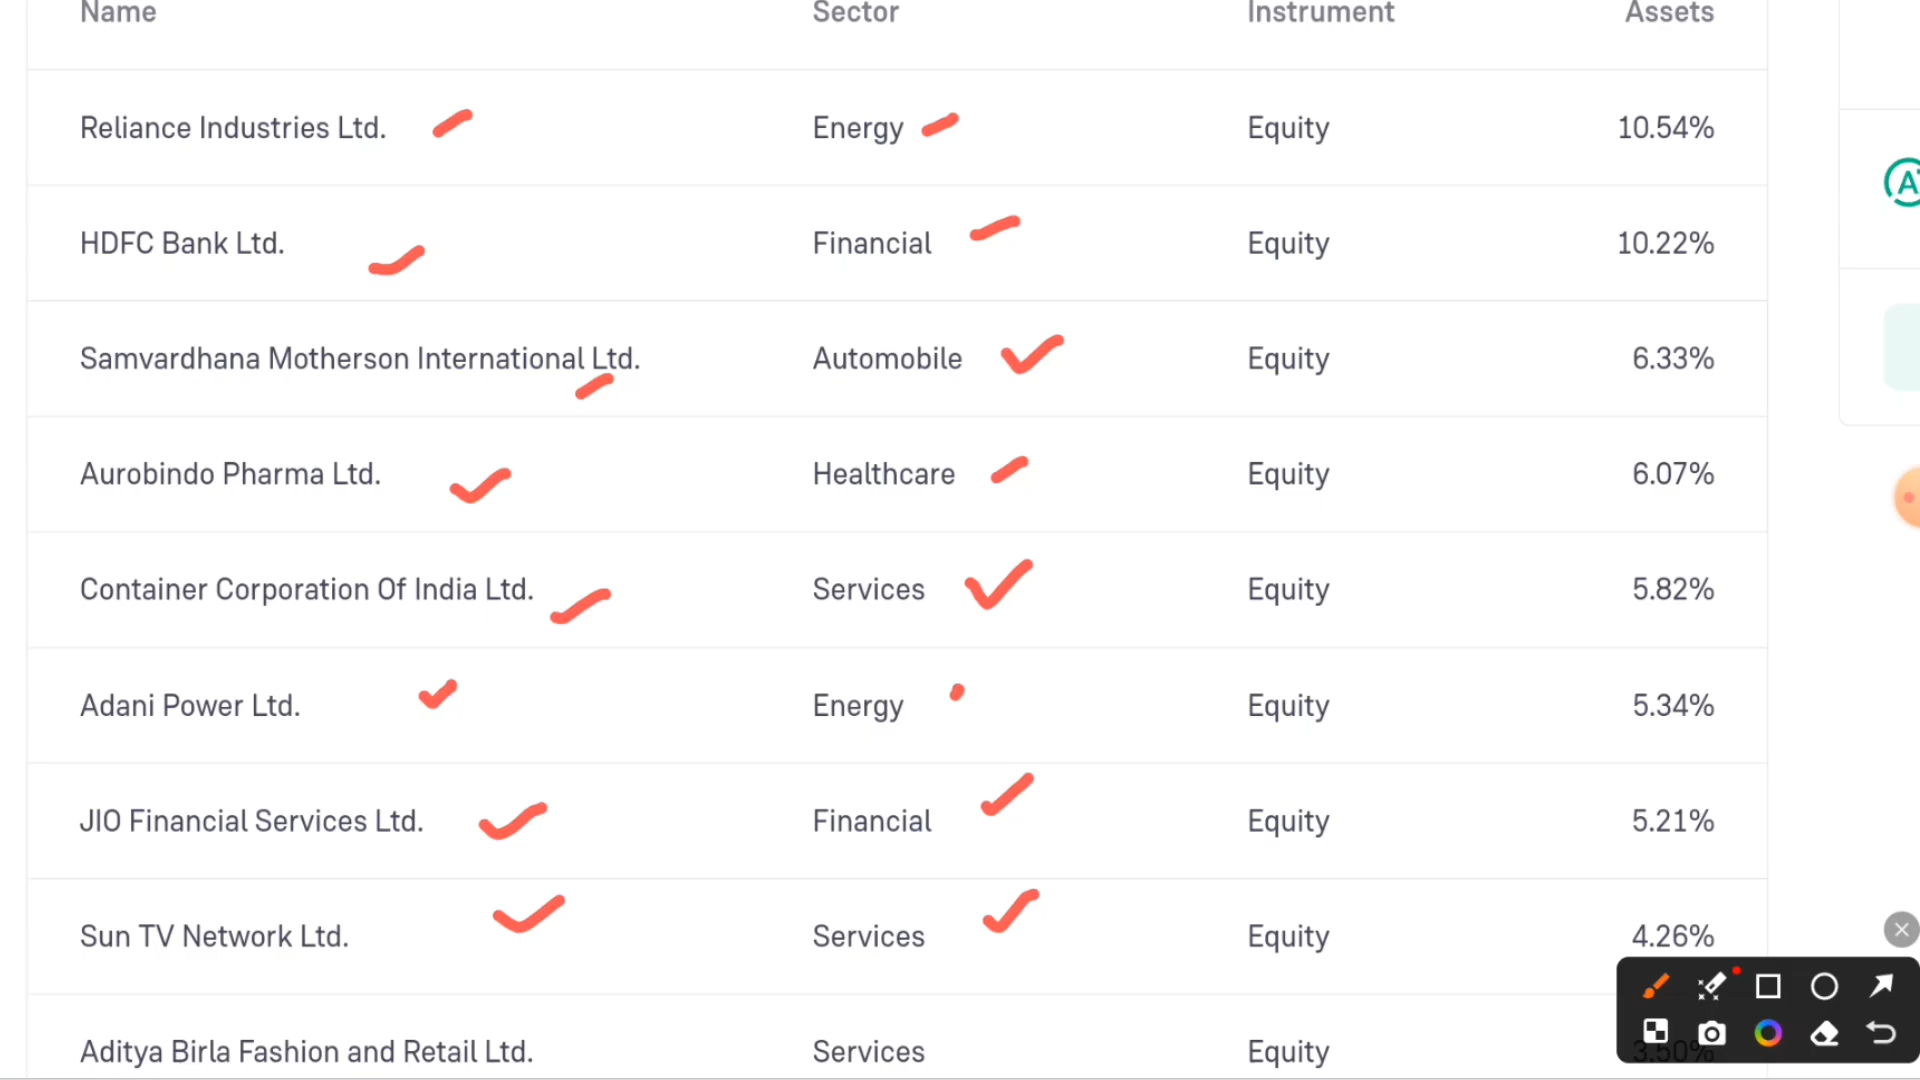 Name Sector Instrument Assets
Reliance Industries Ltd. Energy Equity 10.54%
HDFC Bank Ltd. Financial Equity 10.22%
Samvardhana Motherson International Ltd. Automobile Equity 6.33%
Aurobindo Pharma Ltd. Healthcare Equity 6.07%
Container Corporation Of India Ltd. Services Equity 5.82%
Adani Power Ltd. Energy Equity 5.34%
JIO Financial Services Ltd. Financial Equity 5.21%
Sun TV Network Ltd. Services Equity 4.26%
Aditya Birla Fashion and Retail Ltd. Services Equity 3.50%